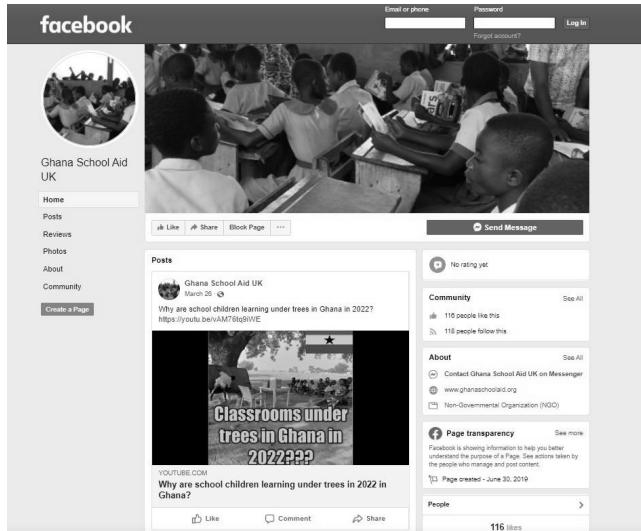 facebook
Email or phone
Password
Log In
Forgot account?
Ghana School Aid
UK
Home
Posts
Reviews
Photos
About
Community
Create a Page
Like
Share
Block Page
Send Message
Posts
Ghana School Aid UK
March 26
Why are school children learning under trees in Ghana in 2022?
https://youtu.be/vAM76tq9iWE
Classrooms under
trees in Ghana in
2022???
YOUTUBE.COM
Why are school children learning under trees in 2022 in
Ghana?
Like
Comment
Share
No rating yet
Community
See All
116 people like this
118 people follow this
About
See All
Contact Ghana School Aid UK on Messenger
www.ghanaschoolaid.org
Non-Governmental Organization (NGO)
Page transparency
See more
Facebook is showing information to help you better
understand the purpose of a Page. See actions taken by
the people who manage and post content.
Page created - June 30, 2019
People
116 likes